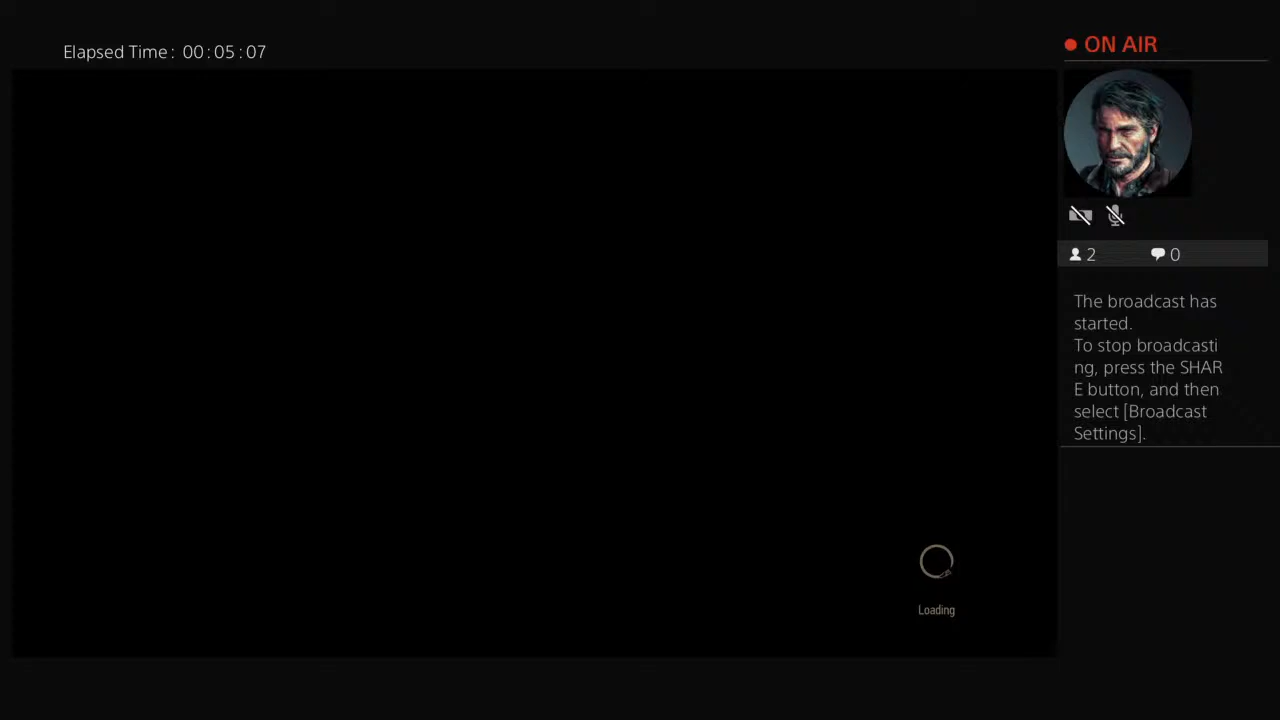 Elapsed Time: 00:05:07
ON AIR
2 0
The broadcast has
started.
To stop broadcasti
ng, press the SHAR
E button, and then
select [Broadcast
Settings].
Loading